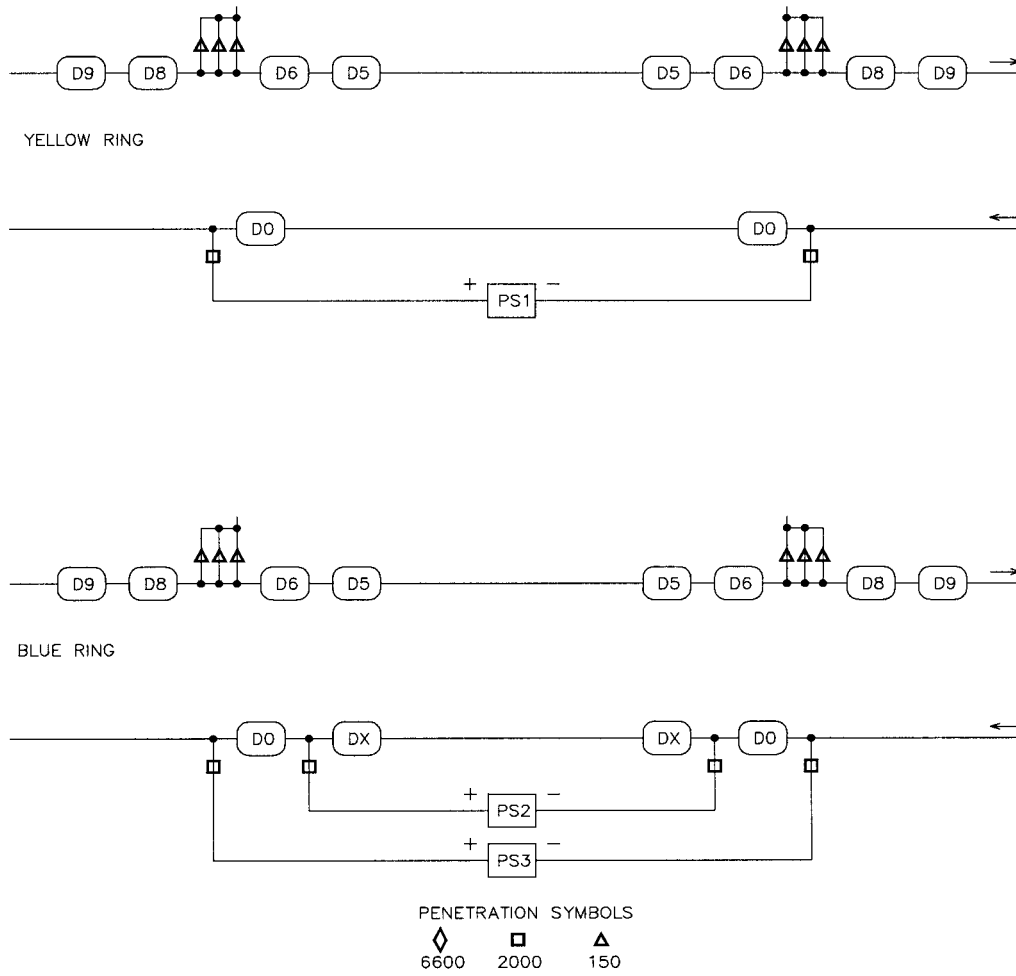 D9 D8 D6 D5 D5 D6 D8 D9
YELLOW RING
D0 D0
+ PS1 −
D9 D8 D6 D5 D5 D6 D8 D9
BLUE RING
D0 DX DX D0
+ PS2 −
+ PS3 −
PENETRATION SYMBOLS
6600 2000 150